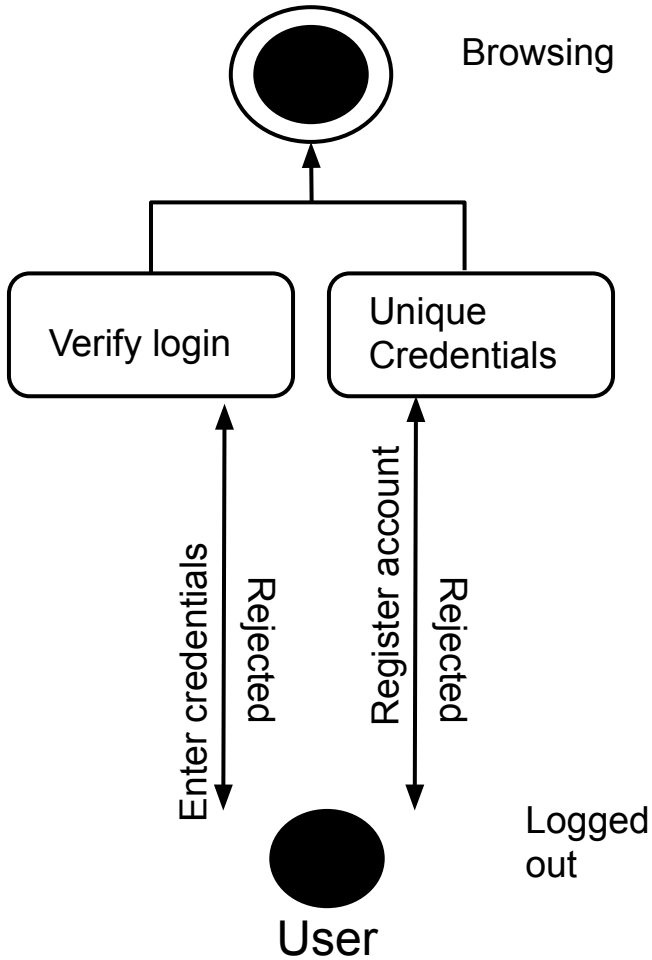 Browsing
Verify login
Unique
Credentials
Enter credentials
Rejected
Register account
Rejected
Logged
out
User